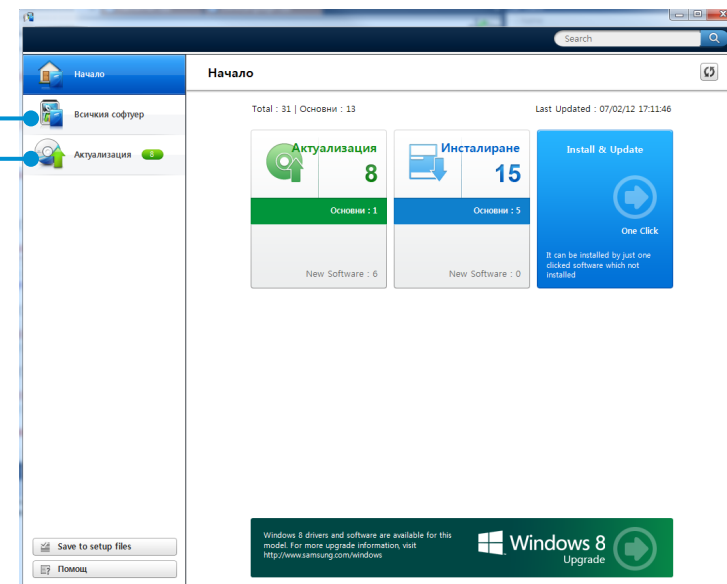 Search
Начало
Всичкия софтуер
Актуализация 8
Save to setup files
Помощ
Начало
Total : 31 | Основни : 13
Last Updated : 07/02/12 17:11:46
Актуализация
8
Основни : 1
New Software : 6
Инсталиране
15
Основни : 5
New Software : 0
Install & Update
One Click
It can be installed by just one
clicked software which not
installed
Windows 8 drivers and software are available for this
model. For more upgrade information, visit
http://www.samsung.com/windows
Windows 8
Upgrade